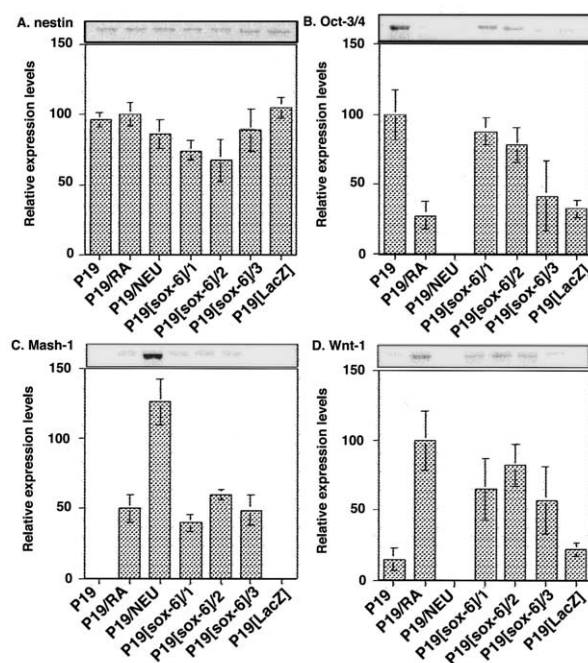 A. nestin
150
100
50
0
Relative expression levels
P19
P19/RA
P19/NEU
P19[sox-6]/1
P19[sox-6]/2
P19[sox-6]/3
P19[LacZ]
B. Oct-3/4
150
100
50
0
Relative expression levels
P19
P19/RA
P19/NEU
P19[sox-6]/1
P19[sox-6]/2
P19[sox-6]/3
P19[LacZ]
C. Mash-1
150
100
50
0
Relative expression levels
P19
P19/RA
P19/NEU
P19[sox-6]/1
P19[sox-6]/2
P19[sox-6]/3
P19[LacZ]
D. Wnt-1
150
100
50
0
Relative expression levels
P19
P19/RA
P19/NEU
P19[sox-6]/1
P19[sox-6]/2
P19[sox-6]/3
P19[LacZ]